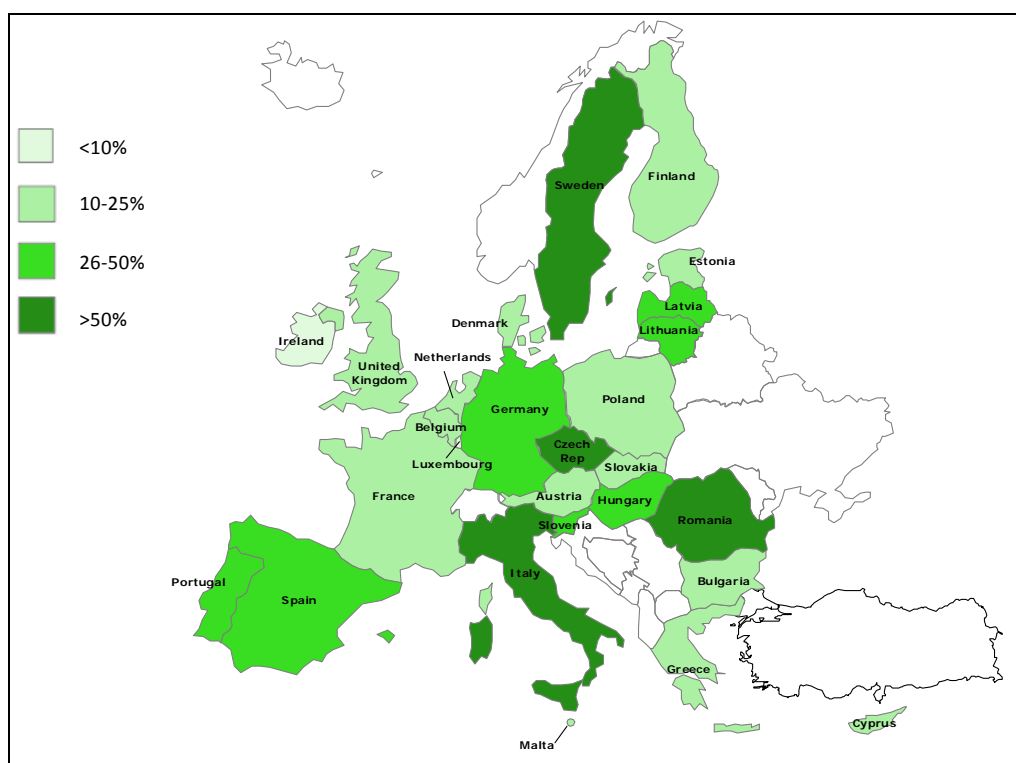 <10%
10-25%
26-50%
>50%
Sweden
Finland
Estonia
Latvia
Lithuania
Denmark
Ireland
United
Kingdom
Netherlands
Belgium
Luxembourg
Germany
Poland
Czech
Rep
Slovakia
France
Austria
Hungary
Slovenia
Romania
Italy
Portugal
Spain
Bulgaria
Greece
Cyprus
Malta